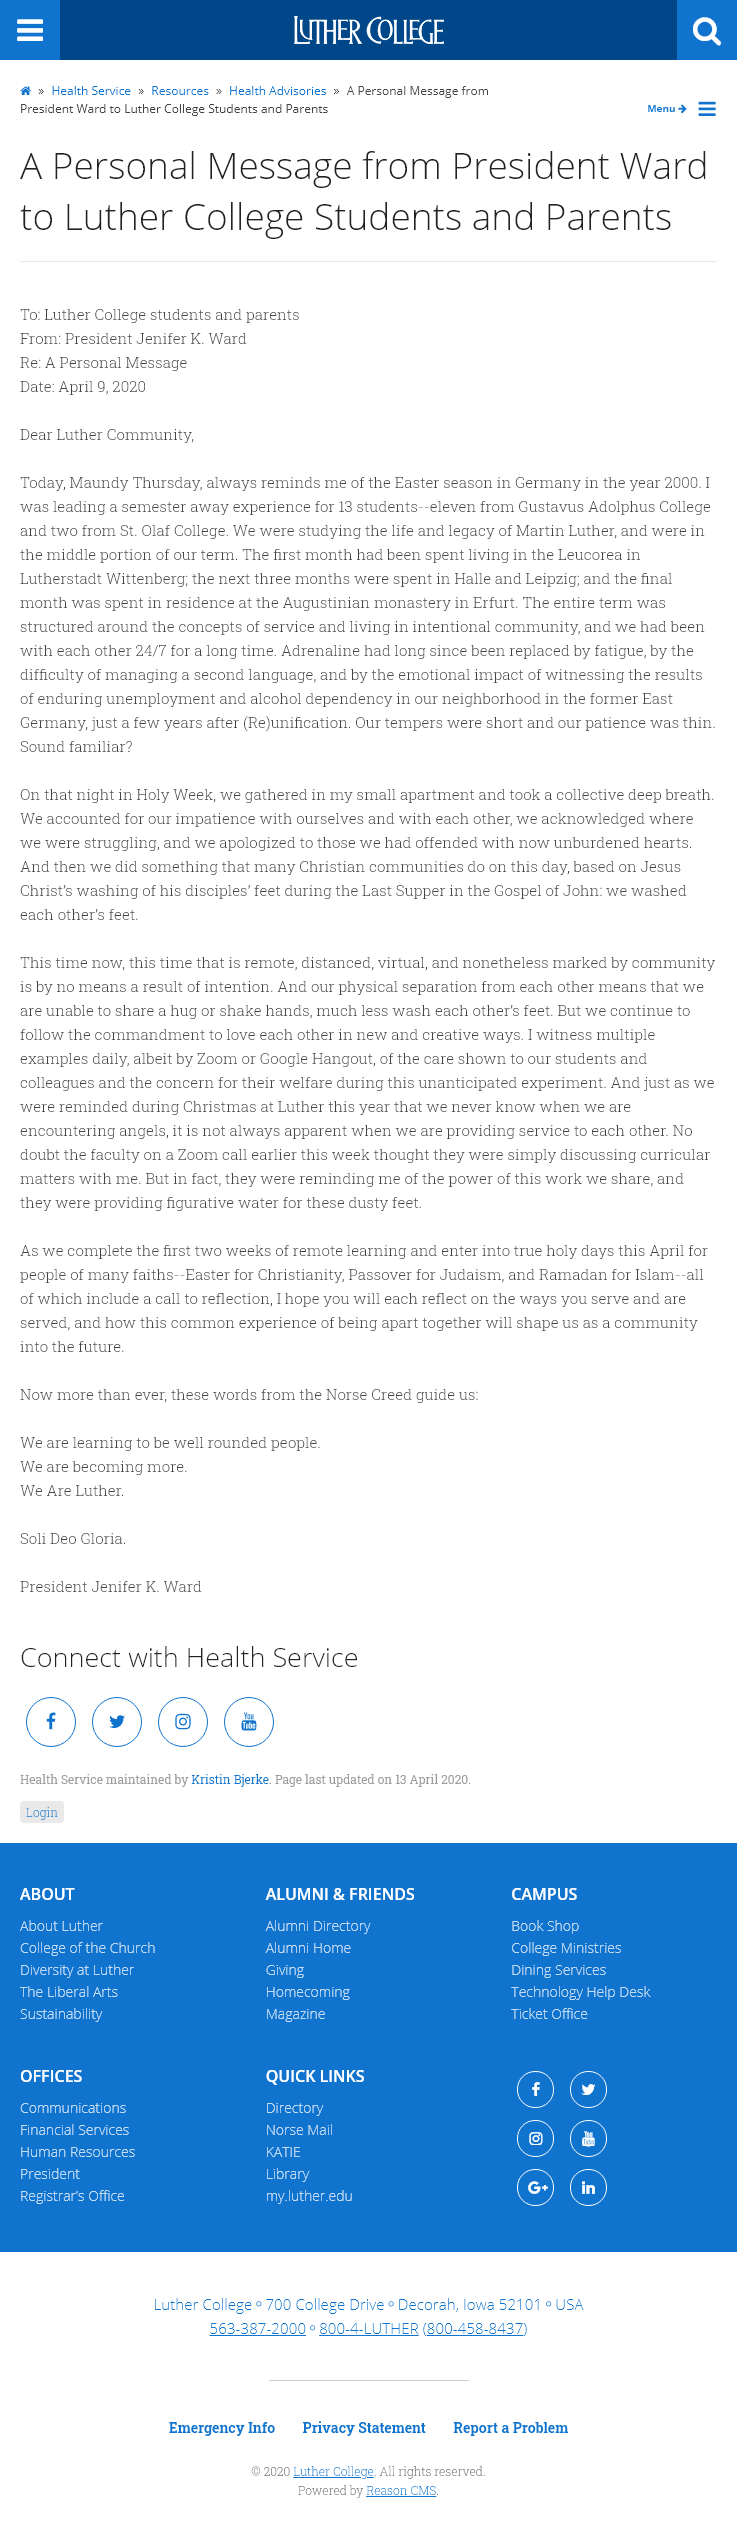 LUTHER COLLEGE
» Health Service » Resources » Health Advisories » A Personal Message from
President Ward to Luther College Students and Parents
Menu
A Personal Message from President Ward
to Luther College Students and Parents
To: Luther College students and parents
From: President Jenifer K. Ward
Re: A Personal Message
Date: April 9, 2020
Dear Luther Community,
Today, Maundy Thursday, always reminds me of the Easter season in Germany in the year 2000. I
was leading a semester away experience for 13 students--eleven from Gustavus Adolphus College
and two from St. Olaf College. We were studying the life and legacy of Martin Luther, and were in
the middle portion of our term. The first month had been spent living in the Leucorea in
Lutherstadt Wittenberg; the next three months were spent in Halle and Leipzig; and the final
month was spent in residence at the Augustinian monastery in Erfurt. The entire term was
structured around the concepts of service and living in intentional community, and we had been
with each other 24/7 for a long time. Adrenaline had long since been replaced by fatigue, by the
difficulty of managing a second language, and by the emotional impact of witnessing the results
of enduring unemployment and alcohol dependency in our neighborhood in the former East
Germany, just a few years after (Re)unification. Our tempers were short and our patience was thin.
Sound familiar?
On that night in Holy Week, we gathered in my small apartment and took a collective deep breath.
We accounted for our impatience with ourselves and with each other, we acknowledged where
we were struggling, and we apologized to those we had offended with now unburdened hearts.
And then we did something that many Christian communities do on this day, based on Jesus
Christ's washing of his disciples' feet during the Last Supper in the Gospel of John: we washed
each other's feet.
This time now, this time that is remote, distanced, virtual, and nonetheless marked by community
is by no means a result of intention. And our physical separation from each other means that we
are unable to share a hug or shake hands, much less wash each other's feet. But we continue to
follow the commandment to love each other in new and creative ways. I witness multiple
examples daily, albeit by Zoom or Google Hangout, of the care shown to our students and
colleagues and the concern for their welfare during this unanticipated experiment. And just as we
were reminded during Christmas at Luther this year that we never know when we are
encountering angels, it is not always apparent when we are providing service to each other. No
doubt the faculty on a Zoom call earlier this week thought they were simply discussing curricular
matters with me. But in fact, they were reminding me of the power of this work we share, and
they were providing figurative water for these dusty feet.
As we complete the first two weeks of remote learning and enter into true holy days this April for
people of many faiths--Easter for Christianity, Passover for Judaism, and Ramadan for Islam--all
of which include a call to reflection, I hope you will each reflect on the ways you serve and are
served, and how this common experience of being apart together will shape us as a community
into the future.
Now more than ever, these words from the Norse Creed guide us:
We are learning to be well rounded people.
We are becoming more.
We Are Luther.
Soli Deo Gloria.
President Jenifer K. Ward
Connect with Health Service
You Tube
Health Service maintained by Kristin Bjerke. Page last updated on 13 April 2020.
Login
ABOUT
About Luther
College of the Church
Diversity at Luther
The Liberal Arts
Sustainability
ALUMNI & FRIENDS
Alumni Directory
Alumni Home
Giving
Homecoming
Magazine
CAMPUS
Book Shop
College Ministries
Dining Services
Technology Help Desk
Ticket Office
OFFICES
Communications
Financial Services
Human Resources
President
Registrar's Office
QUICK LINKS
Directory
Norse Mail
KATIE
Library
my.luther.edu
You Tube
G+ in
Luther College º 700 College Drive º Decorah, Iowa 52101 º USA
563-387-2000 º 800-4-LUTHER (800-458-8437)
Emergency Info Privacy Statement Report a Problem
© 2020 Luther College. All rights reserved.
Powered by Reason CMS.